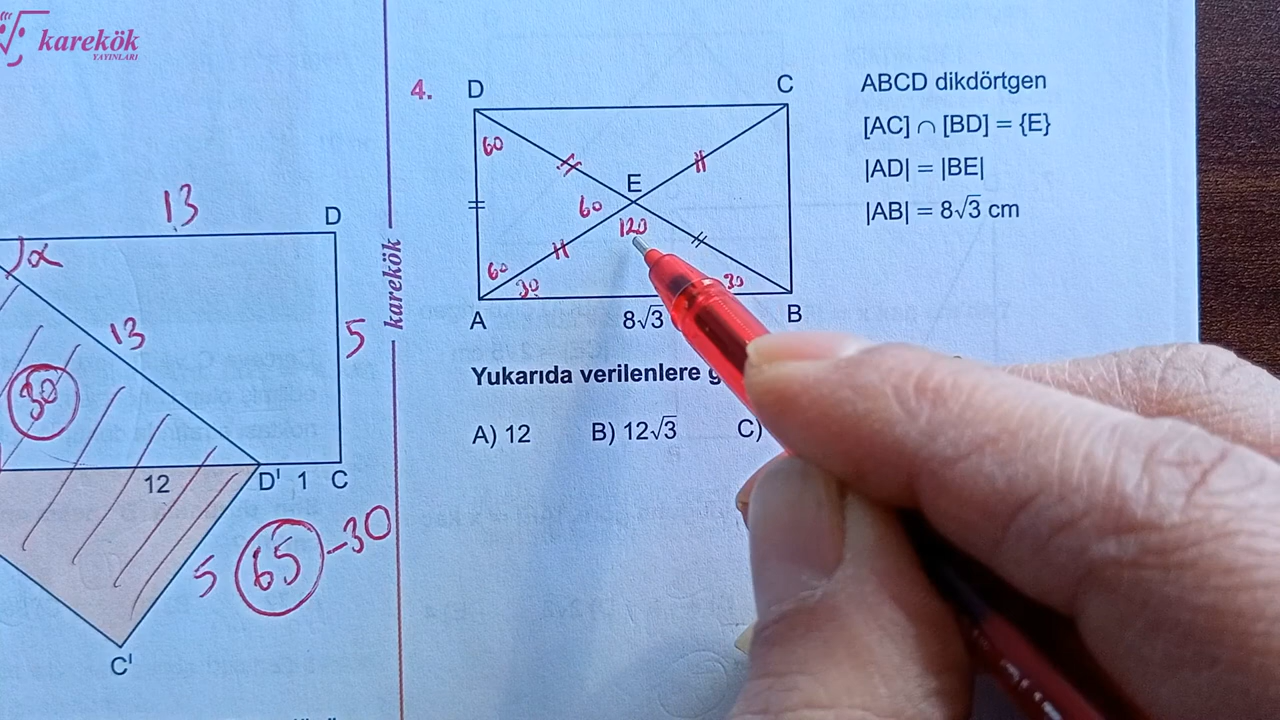 karekök
YAYINLARI
13
D
α
13
5
30
12
D' 1 C
5
65 -30
C'
karekök
4.
D
C
60
E
60
120
60
30
30
A
8√3
B
ABCD dikdörtgen
[AC] ∩ [BD] = {E}
|AD| = |BE|
|AB| = 8√3 cm
Yukarıda verilenlere
A) 12 B) 12√3 C)